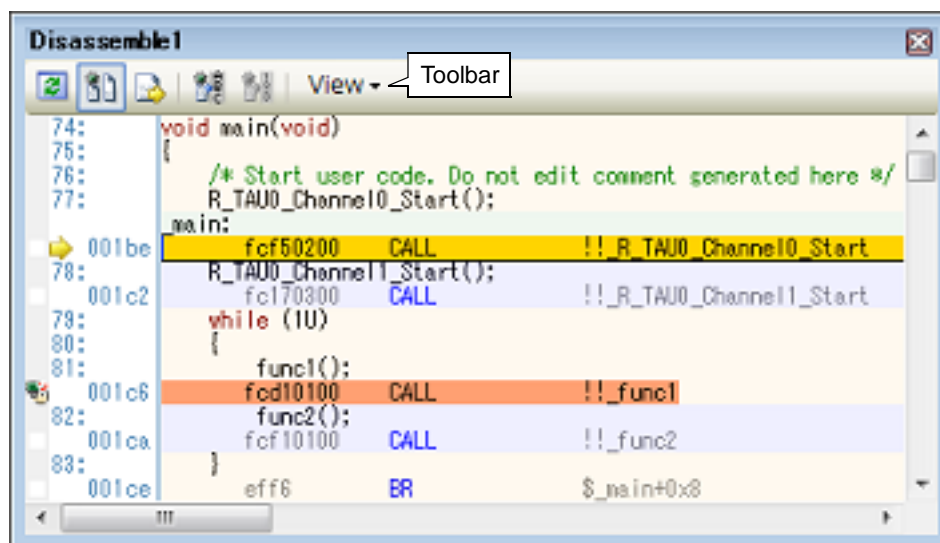 Disassemble1
View
Toolbar
74: void main(void)
75: {
76: /* Start user code. Do not edit comment generated here */
77: R_TAU0_Channel0_Start();
_main:
001be fcf50200 CALL !!_R_TAU0_Channel0_Start
78: R_TAU0_Channel1_Start();
001c2 fc170300 CALL !!_R_TAU0_Channel1_Start
79: while (1U)
80: {
81: func1();
001c6 fcd10100 CALL !!_func1
82: func2();
001ca fcf10100 CALL !!_func2
83: }
001ce eff6 BR $_main+0x8